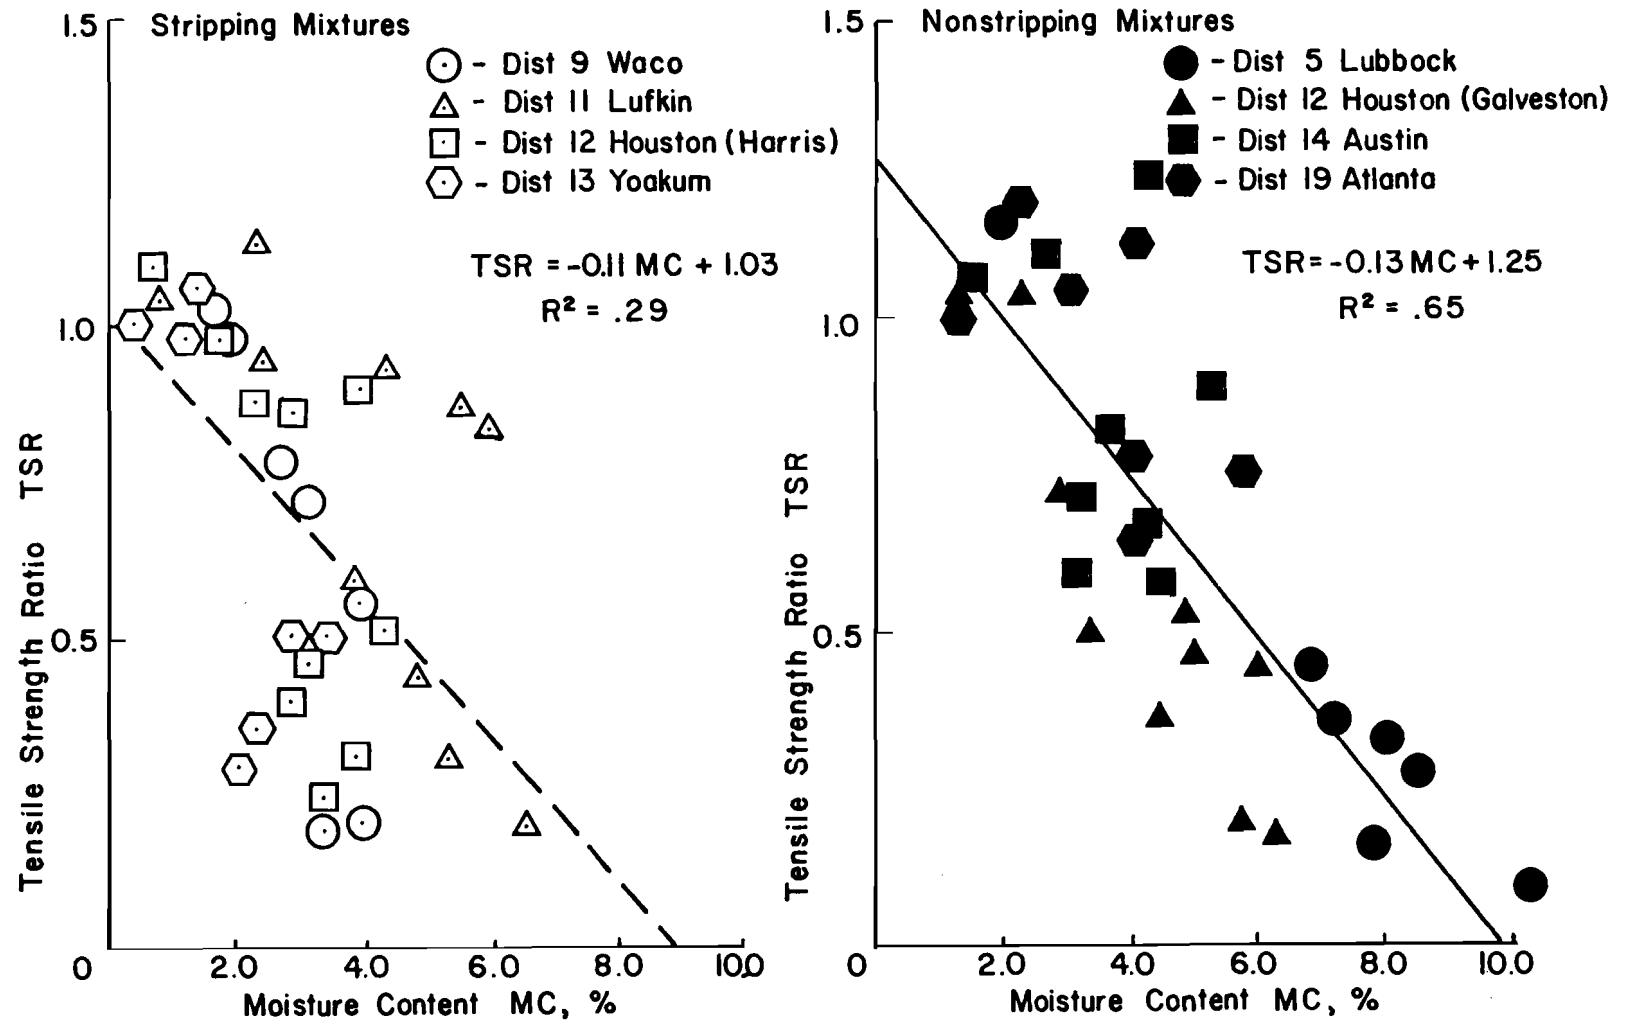 Stripping Mixtures
- Dist 9 Waco
- Dist 11 Lufkin
- Dist 12 Houston (Harris)
- Dist 13 Yoakum
TSR = -0.11 MC + 1.03
R² = .29
1.5
1.0
0.5
0
2.0
4.0
6.0
8.0
10.0
Tensile Strength Ratio TSR
Moisture Content MC, %
Nonstripping Mixtures
- Dist 5 Lubbock
- Dist 12 Houston (Galveston)
- Dist 14 Austin
- Dist 19 Atlanta
TSR = -0.13 MC + 1.25
R² = .65
1.5
1.0
0.5
0
2.0
4.0
6.0
8.0
10.0
Tensile Strength Ratio TSR
Moisture Content MC, %